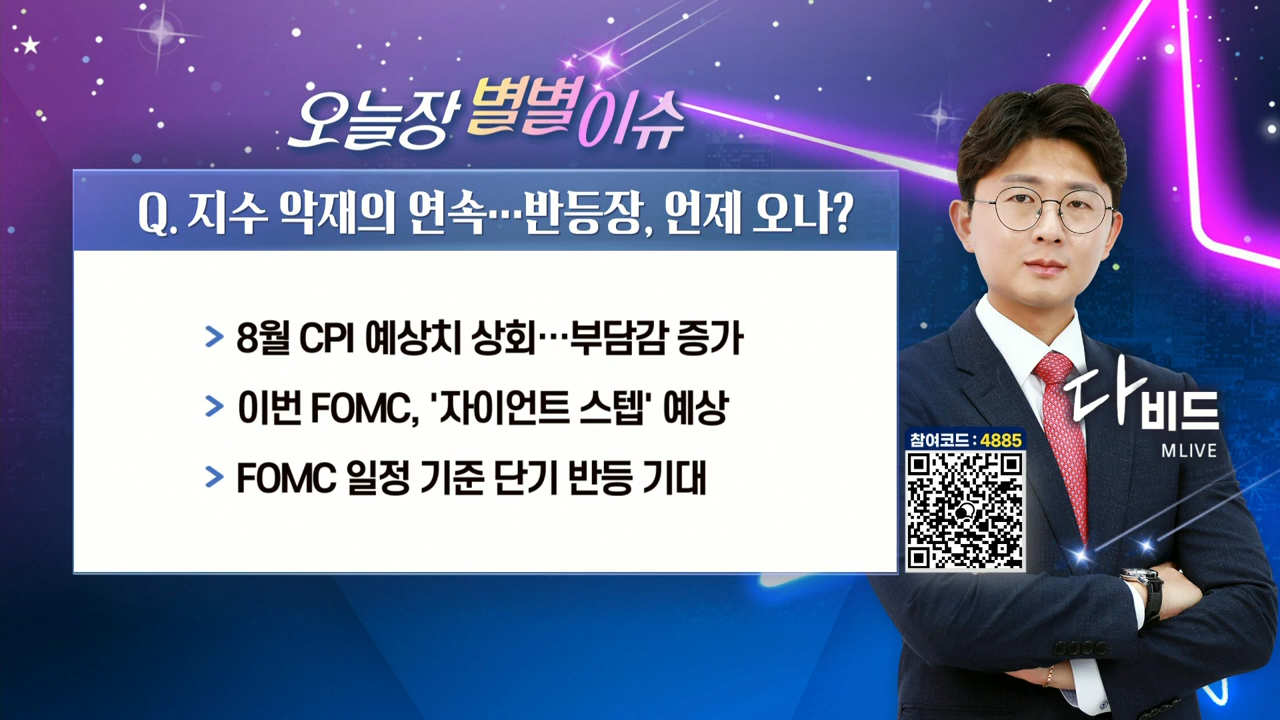 오늘장 별별이슈
Q. 지수 악재의 연속…반등장, 언제 오나?
> 8월 CPI 예상치 상회…부담감 증가
> 이번 FOMC, '자이언트 스텝' 예상
> FOMC 일정 기준 단기 반등 기대
다비드
MLIVE
참여코드 : 4885